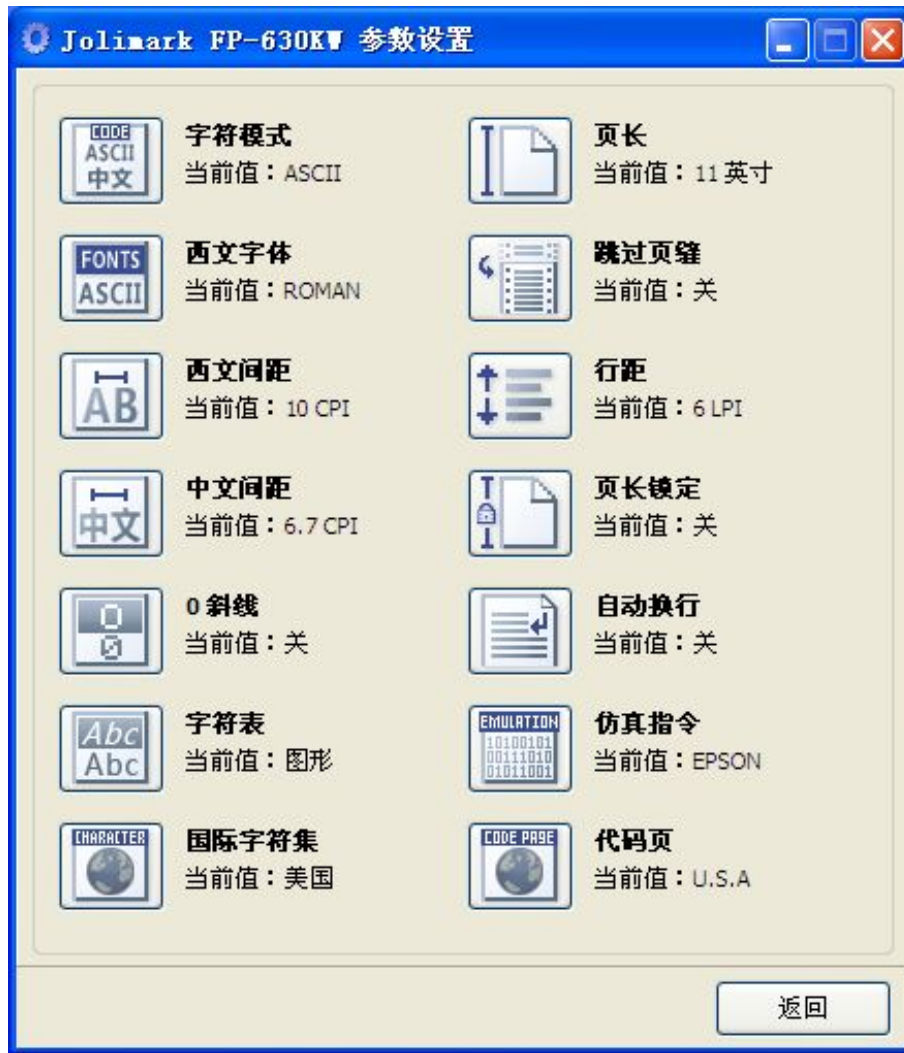 Jolimark FP-630KW 参数设置
CODE
ASCII
中文
字符模式
当前值：ASCII
FONTS
ASCII
西文字体
当前值：ROMAN
AB
西文间距
当前值：10 CPI
中文
中文间距
当前值：6.7 CPI
0
0
0 斜线
当前值：关
Abc
Abc
字符表
当前值：图形
CHARACTER
国际字符集
当前值：美国
页长
当前值：11 英寸
跳过页缝
当前值：关
行距
当前值：6 LPI
页长镜定
当前值：关
自动换行
当前值：关
EMULATION
10100101
00111010
01011001
仿真指令
当前值：EPSON
CODE PAGE
代码页
当前值：U.S.A
返回